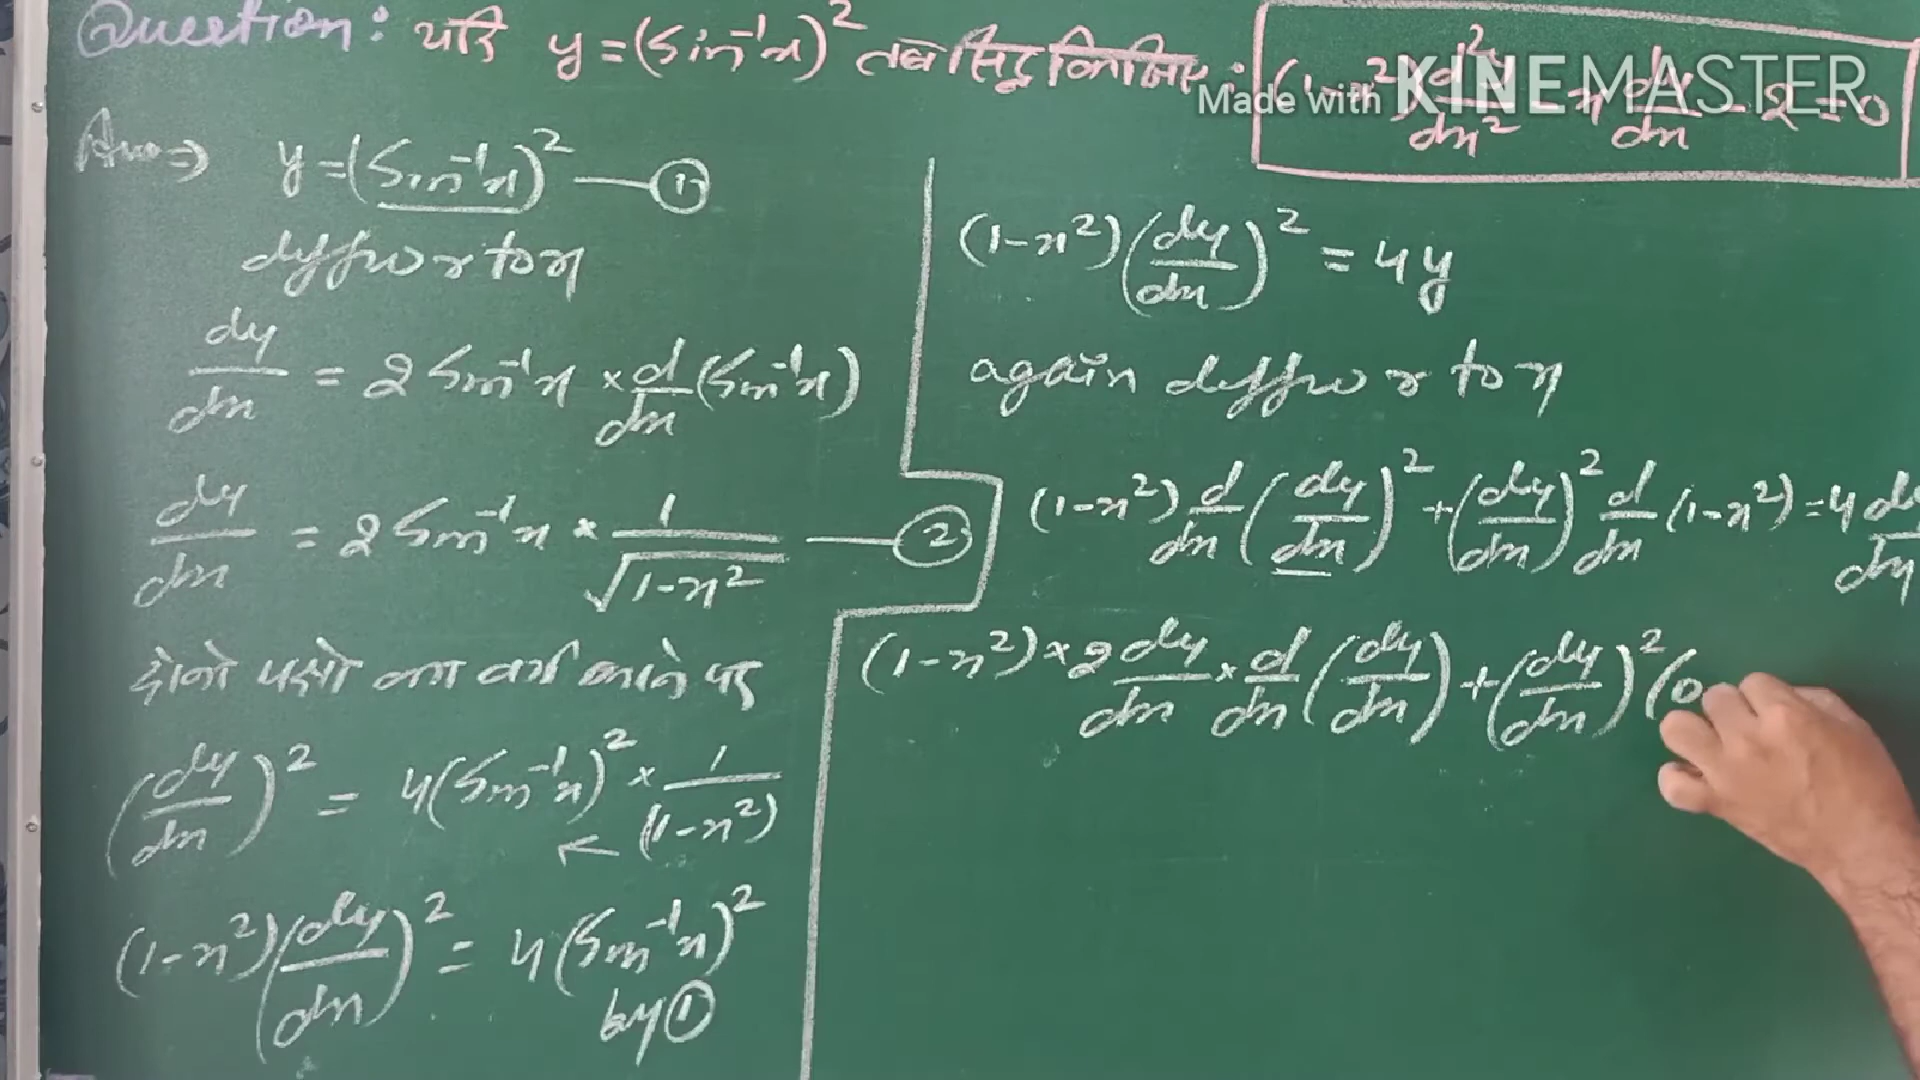 Question: यदि y = (Sin⁻¹x)² तब सिद्ध किजिए: (1-x²) d²y/dx² - x dy/dx - 2 = 0
Made with KINEMASTER
Ans ⇒ y = (Sin⁻¹x)² — ①
diff w r to x
dy/dx = 2 Sin⁻¹x × d/dx (Sin⁻¹x)
dy/dx = 2 Sin⁻¹x × 1/√1-x² — ②
दोनो पक्षो का वर्ग करने पर
(dy/dx)² = 4(Sin⁻¹x)² × 1/(1-x²)
(1-x²)(dy/dx)² = 4(Sin⁻¹x)²
by ①
(1-x²)(dy/dx)² = 4y
again diff w r to x
(1-x²) d/dx (dy/dx)² + (dy/dx)² d/dx (1-x²) = 4 dy/dx
(1-x²) × 2 dy/dx × d/dx (dy/dx) + (dy/dx)² (0